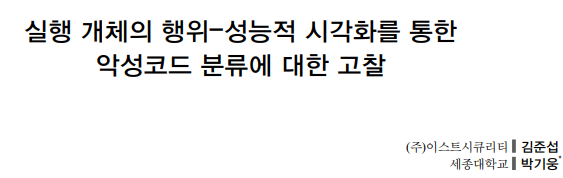 실행 개체의 행위-성능적 시각화를 통한
악성코드 분류에 대한 고찰
(주)이스트시큐리티 ∥ 김준섭
세종대학교 ∥ 박기웅*